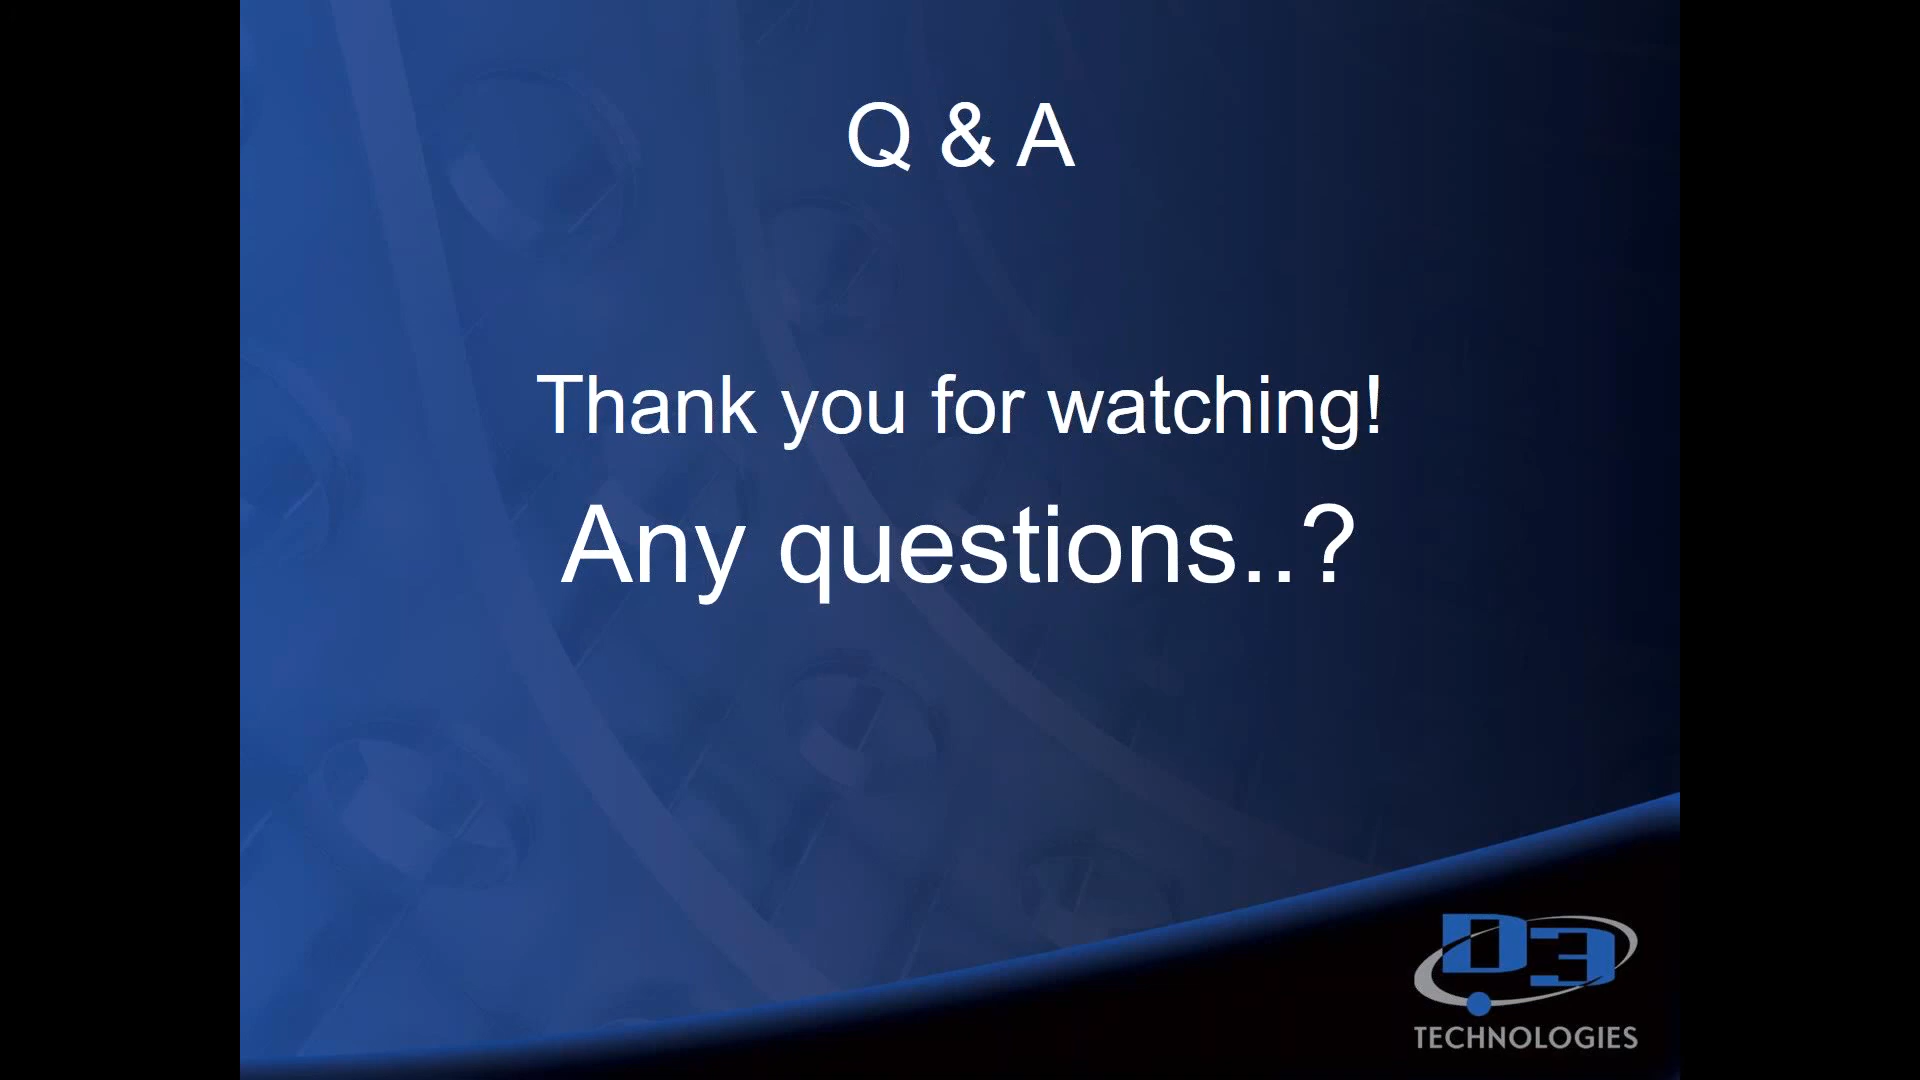 Q & A
Thank you for watching!
Any questions..?
D3
TECHNOLOGIES